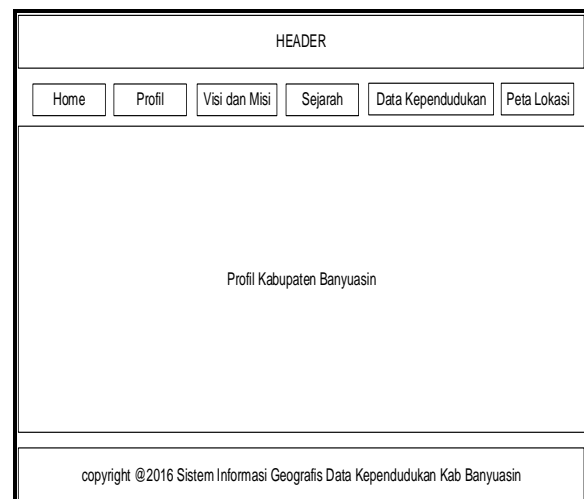 HEADER
Home Profil Visi dan Misi Sejarah Data Kependudukan Peta Lokasi
Profil Kabupaten Banyuasin
copyright @2016 Sistem Informasi Geografis Data Kependudukan Kab Banyuasin